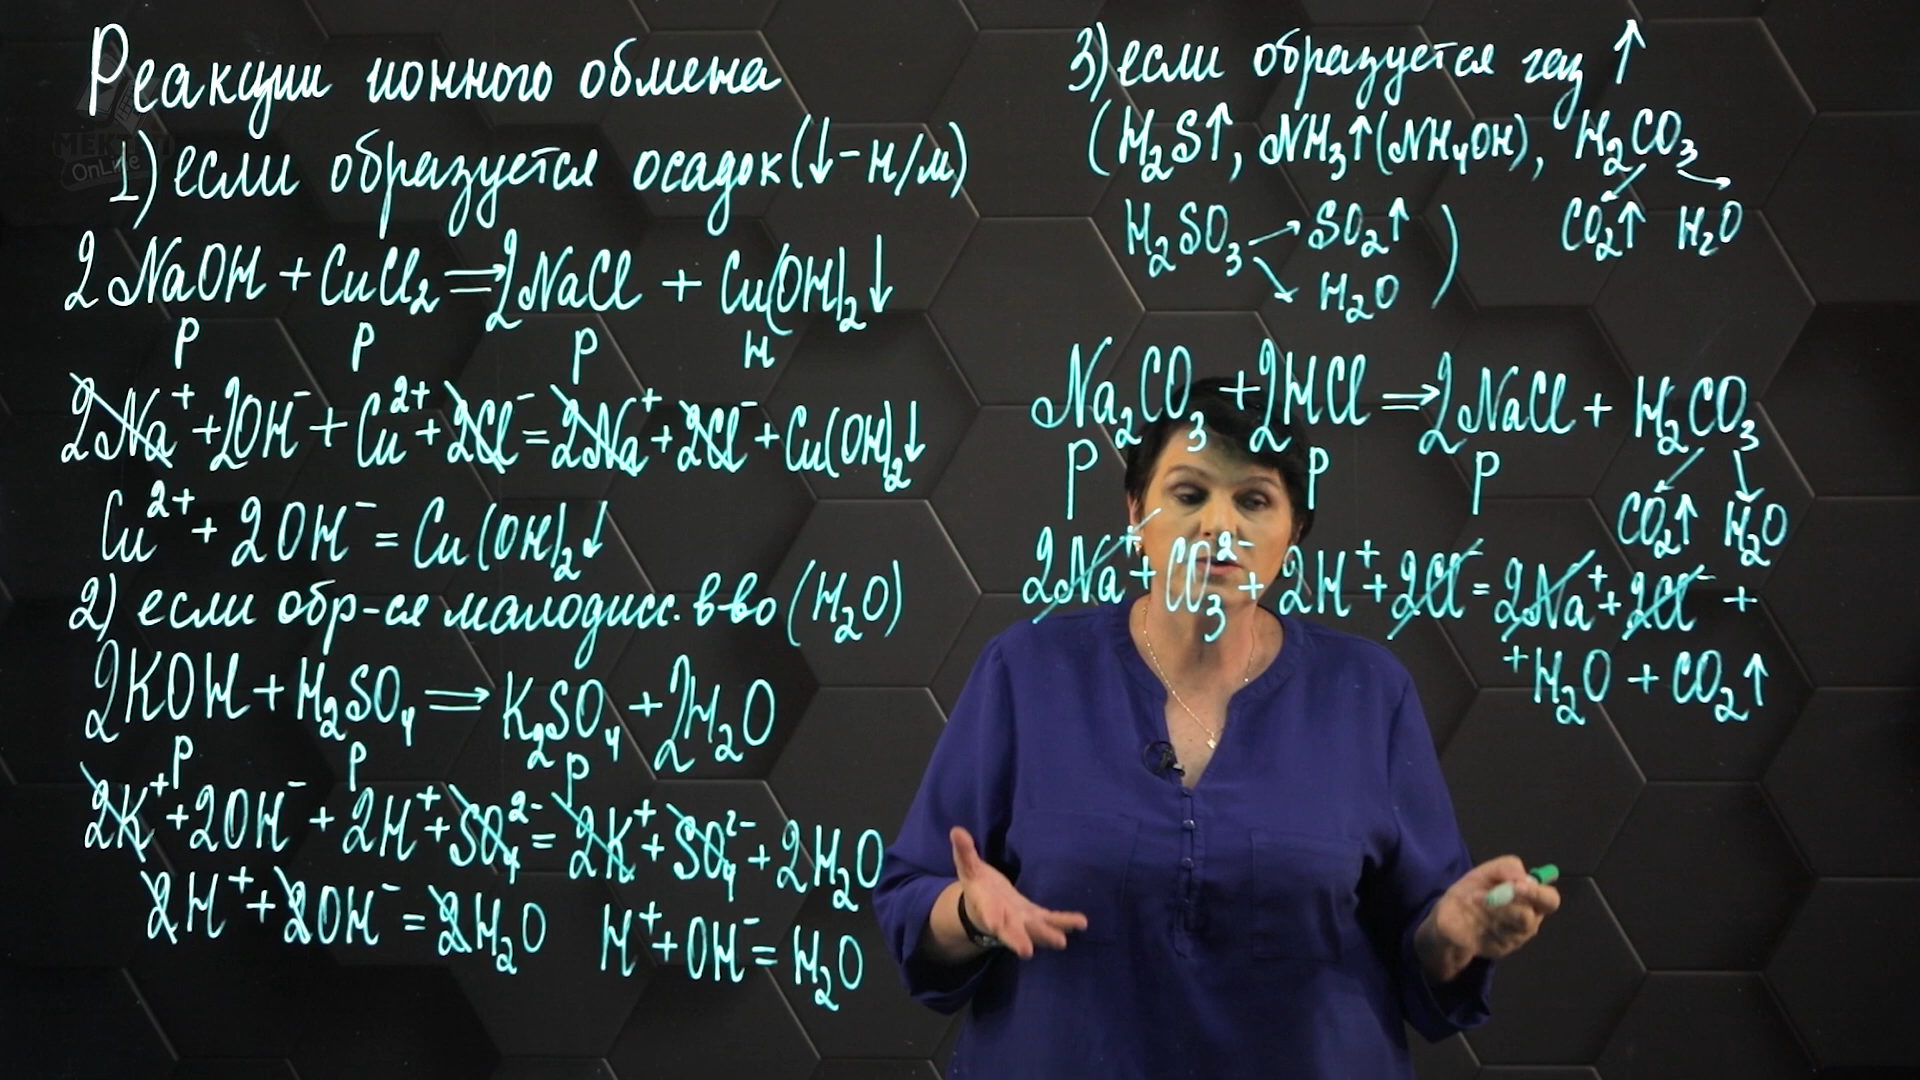 Реакции ионного обмена
1) если образуется осадок (↓ - н/м)
2NaOH + CuCl₂ ⟹ 2NaCl + Cu(OH)₂↓
Р Р Р Н
2Na⁺ + 2OH⁻ + Cu²⁺ + 2Cl⁻ = 2Na⁺ + 2Cl⁻ + Cu(OH)₂↓
Cu²⁺ + 2OH⁻ = Cu(OH)₂↓
2) если обр-ся малодисс. в-во (H₂O)
2KOH + H₂SO₄ ⟹ K₂SO₄ + 2H₂O
Р Р Р
2K⁺ + 2OH⁻ + 2H⁺ + SO₄²⁻ = 2K⁺ + SO₄²⁻ + 2H₂O
2H⁺ + 2OH⁻ = 2H₂O H⁺ + OH⁻ = H₂O
3) если образуется газ ↑
(H₂S↑, NH₃↑(NH₄OH), H₂CO₃
CO₂↑ H₂O
H₂SO₃ → SO₂↑
↘ H₂O )
Na₂CO₃ + 2HCl ⟹ 2NaCl + H₂CO₃
Р Р Р
CO₂↑ H₂O
2Na⁺ + CO₃²⁻ + 2H⁺ + 2Cl⁻ = 2Na⁺ + 2Cl⁻ +
+ H₂O + CO₂↑
MEKTEP
OnLine